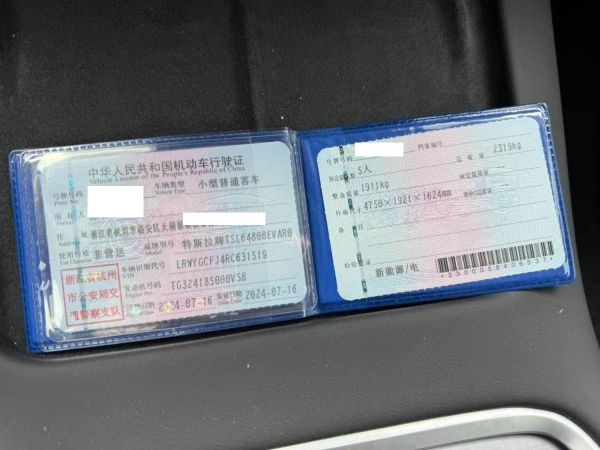 中华人民共和国机动车行驶证
Vehicle License of the People's Republic of China
号牌号码
Plate No.
车辆类型
Vehicle Type
小型普通客车
所有人
Owner
住址
Address
浙江省杭州市临安区太湖源
使用性质
Use Character
非营运
品牌型号
Model
特斯拉牌TSL6480BEVAR0
浙江省杭州
市公安局交
通警察支队
车辆识别代号
VIN
LRWYGCFJ4RC631519
发动机号码
Engine No.
TG324185000VSB
注册日期
Register Date
2024-07-16
发证日期
Issue Date
2024-07-16
号牌号码
档案编号
核定载人数
5人
总质量
2319kg
整备质量
1911kg
核定载质量
外廓尺寸
4750×1921×1624mm
准牵引总质量
备注
检验记录
新能源/电